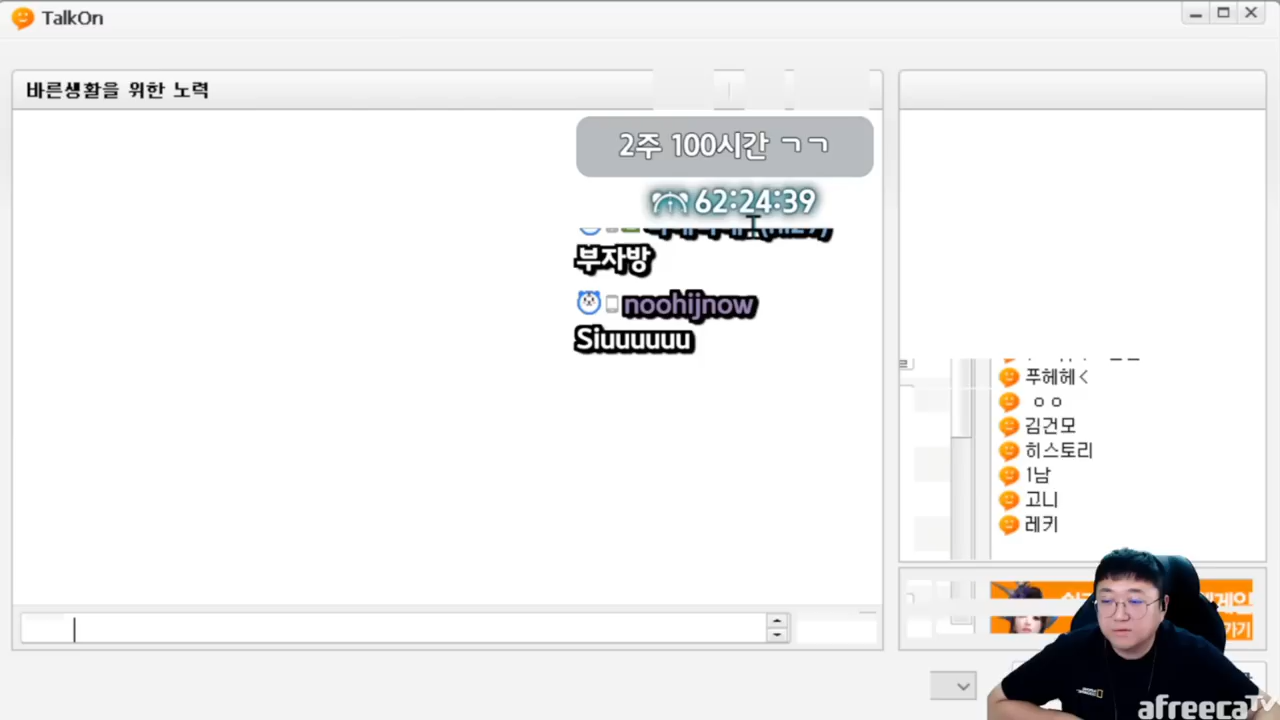 TalkOn
바른생활을 위한 노력
2주 100시간 ㄱㄱ
62:24:39
부자방
noohijnow
Siuuuuuu
푸헤헤<
ㅇㅇ
김건모
히스토리
1남
고니
레키
afreecaTV